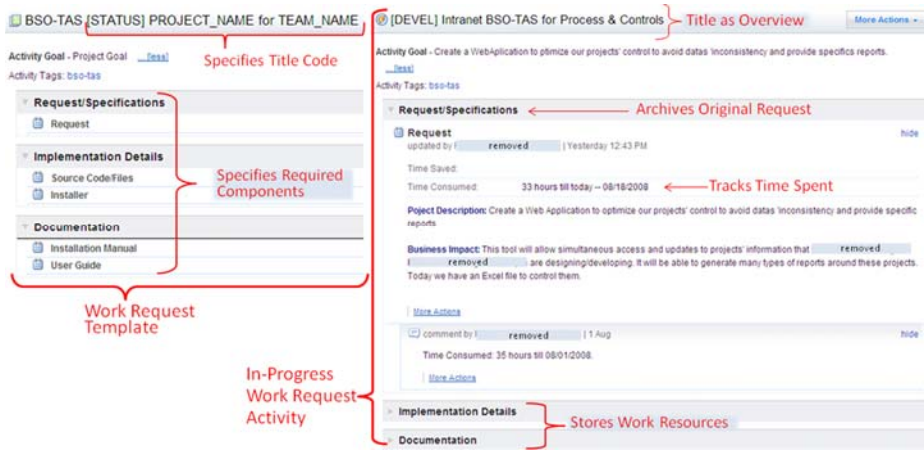 BSO-TAS [STATUS] PROJECT_NAME for TEAM_NAME
Specifies Title Code
Activity Goal - Project Goal ...[less]
Activity Tags: bso-tas
Request/Specifications
Request
Implementation Details
Source Code/Files
Installer
Specifies Required
Components
Documentation
Installation Manual
User Guide
Work Request
Template
[DEVEL] Intranet BSO-TAS for Process & Controls
Title as Overview
More Actions
Activity Goal - Create a WebAplication to ptimize our projects' control to avoid datas 'inconsistency and provide specifics reports.
...[less]
Activity Tags: bso-tas
Request/Specifications
Archives Original Request
Request
hide
updated by removed | Yesterday 12:43 PM
Time Saved:
Time Consumed: 33 hours till today -- 08/18/2008
Tracks Time Spent
Poject Description: Create a Web Application to optimize our projects' control to avoid datas 'inconsistency and provide specific
reports
Business Impact: This tool will allow simultaneous access and updates to projects' information that removed
removed are designing/developing. It will be able to generate many types of reports around these projects.
Today we have an Excel file to control them.
More Actions
comment by removed | 1 Aug
hide
Time Consumed: 35 hours till 08/01/2008.
More Actions
In-Progress
Work Request
Activity
Implementation Details
Stores Work Resources
Documentation